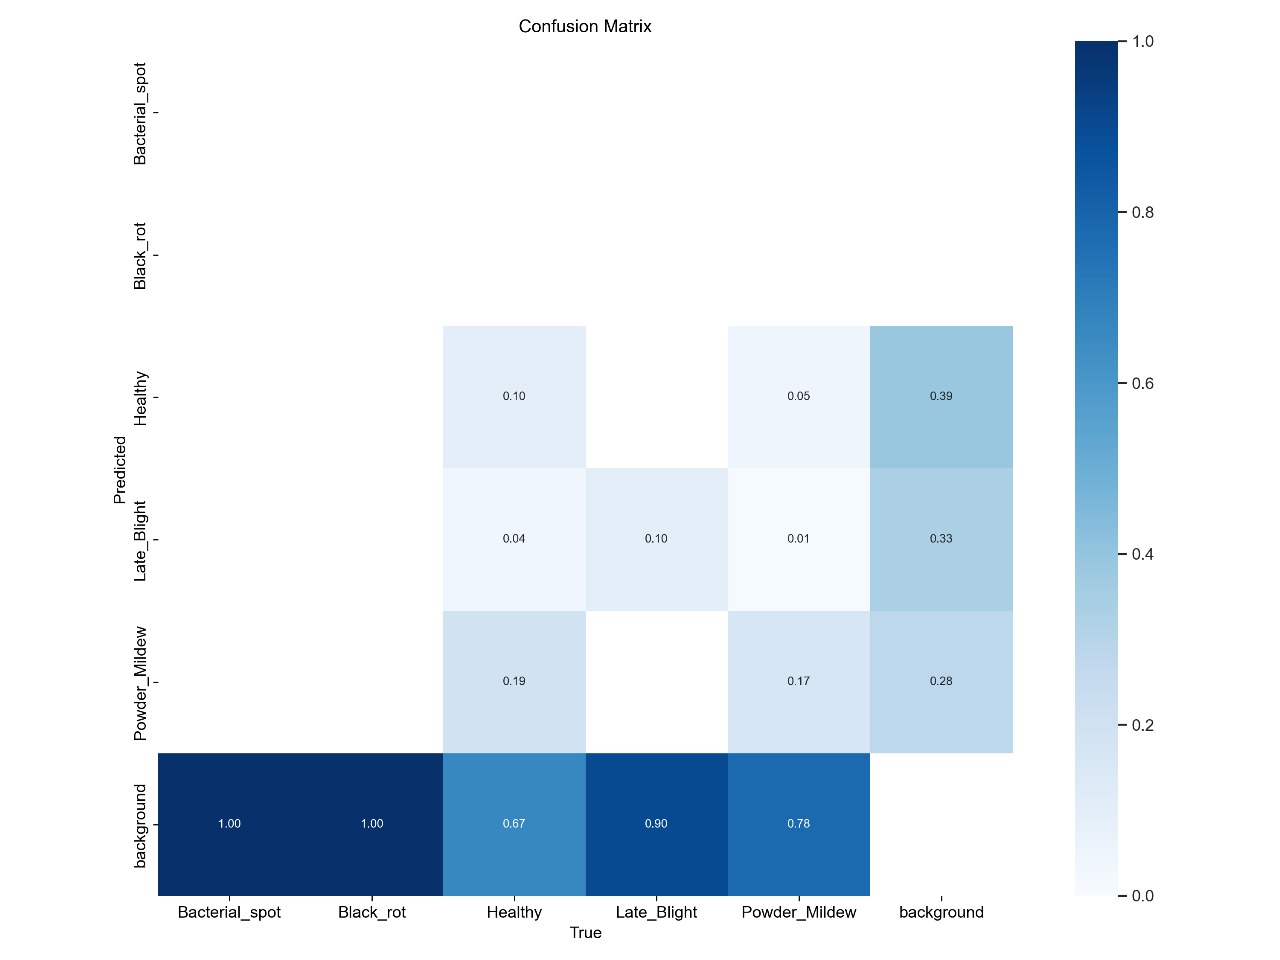 Confusion Matrix
Bacterial_spot
Black_rot
Healthy
Late_Blight
Powder_Mildew
background
Predicted
0.10 0.05 0.39
0.04 0.10 0.01 0.33
0.19 0.17 0.28
1.00 1.00 0.67 0.90 0.78
Bacterial_spot Black_rot Healthy Late_Blight Powder_Mildew background
True
1.0
0.8
0.6
0.4
0.2
0.0